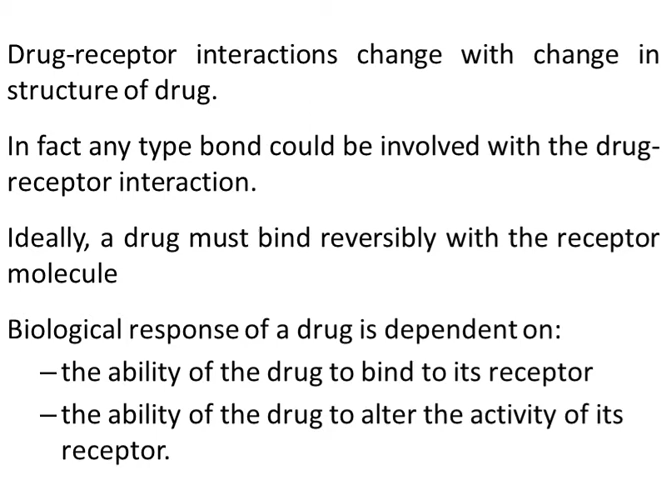 Drug-receptor interactions change with change in
structure of drug.
In fact any type bond could be involved with the drug-
receptor interaction.
Ideally, a drug must bind reversibly with the receptor
molecule
Biological response of a drug is dependent on:
–the ability of the drug to bind to its receptor
–the ability of the drug to alter the activity of its
receptor.